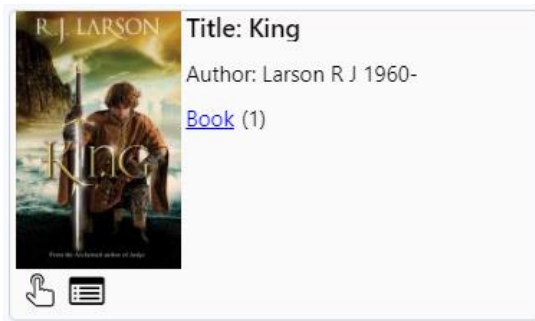 R. J. LARSON
KING
Title: King
Author: Larson R J 1960-
Book (1)